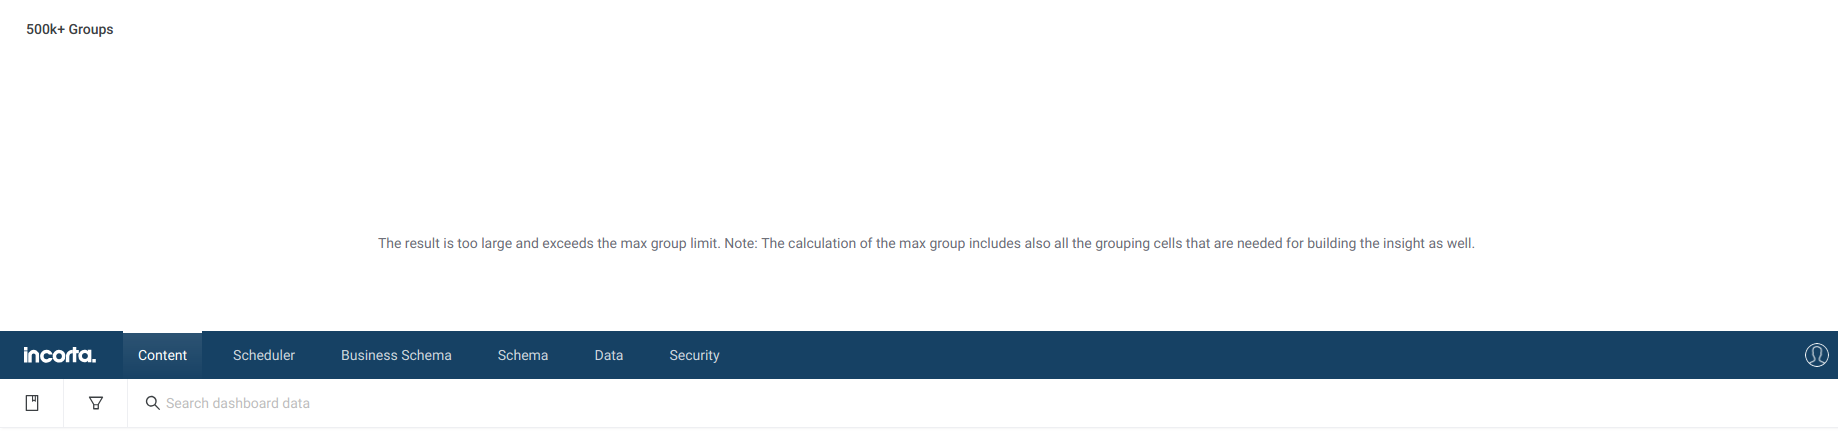 500k+ Groups
The result is too large and exceeds the max group limit. Note: The calculation of the max group includes also all the grouping cells that are needed for building the insight as well.
incorta. Content Scheduler Business Schema Schema Data Security
Search dashboard data